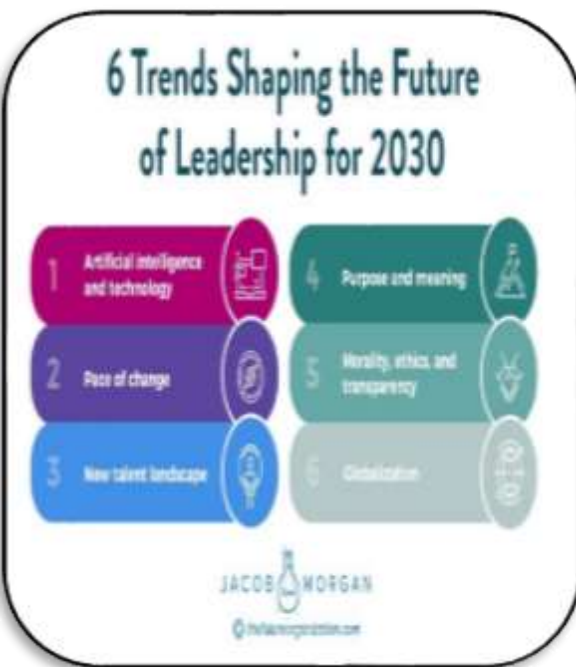 6 Trends Shaping the Future
of Leadership for 2030
1
Artificial intelligence
and technology
2
Pace of change
3
New talent landscape
4
Purpose and meaning
5
Morality, ethics, and
transparency
6
Globalization
JACOB MORGAN